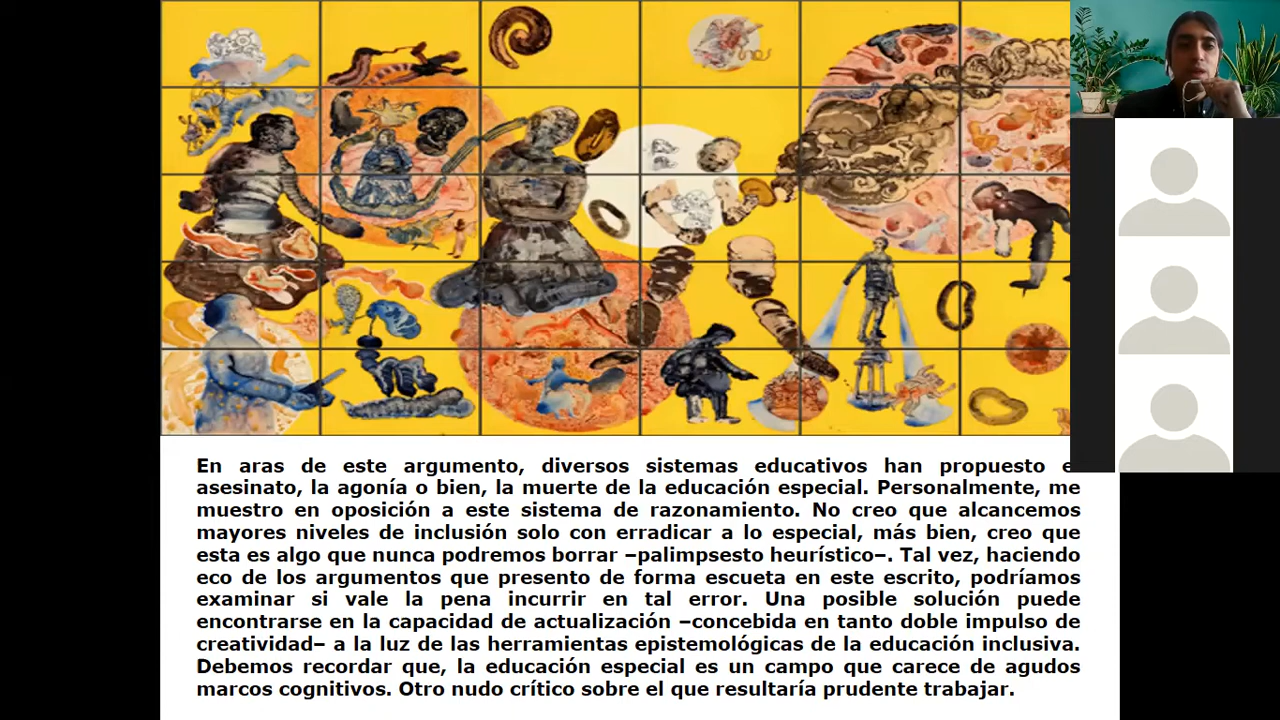 En aras de este argumento, diversos sistemas educativos han propuesto
asesinato, la agonía o bien, la muerte de la educación especial. Personalmente, me
muestro en oposición a este sistema de razonamiento. No creo que alcancemos
mayores niveles de inclusión solo con erradicar a lo especial, más bien, creo que
esta es algo que nunca podremos borrar –palimpsesto heurístico–. Tal vez, haciendo
eco de los argumentos que presento de forma escueta en este escrito, podríamos
examinar si vale la pena incurrir en tal error. Una posible solución puede
encontrarse en la capacidad de actualización –concebida en tanto doble impulso de
creatividad– a la luz de las herramientas epistemológicas de la educación inclusiva.
Debemos recordar que, la educación especial es un campo que carece de agudos
marcos cognitivos. Otro nudo crítico sobre el que resultaría prudente trabajar.